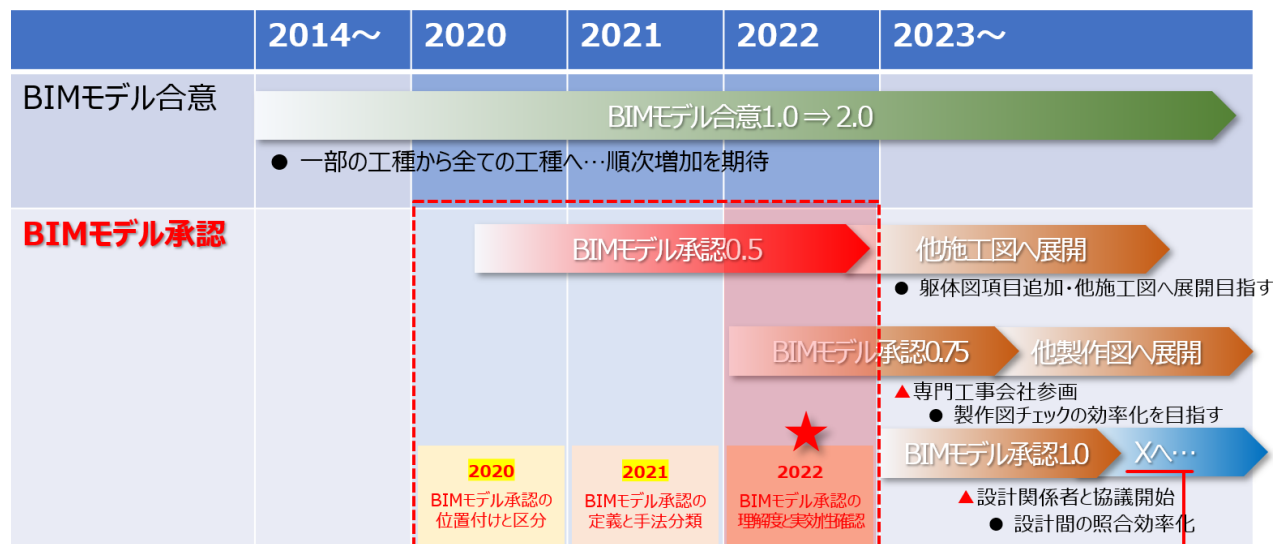 2014～ 2020 2021 2022 2023～
BIMモデル合意
BIMモデル合意1.0⇒2.0
● 一部の工種から全ての工種へ…順次増加を期待
BIMモデル承認
BIMモデル承認0.5
他施工図へ展開
● 躯体図項目追加・他施工図へ展開目指す
BIMモデル承認0.75
他製作図へ展開
▲専門工事会社参画
● 製作図チェックの効率化を目指す
★
BIMモデル承認1.0
Xへ…
▲設計関係者と協議開始
● 設計間の照合効率化
2020
BIMモデル承認の
位置付けと区分
2021
BIMモデル承認の
定義と手法分類
2022
BIMモデル承認の
理解度と実効性確認